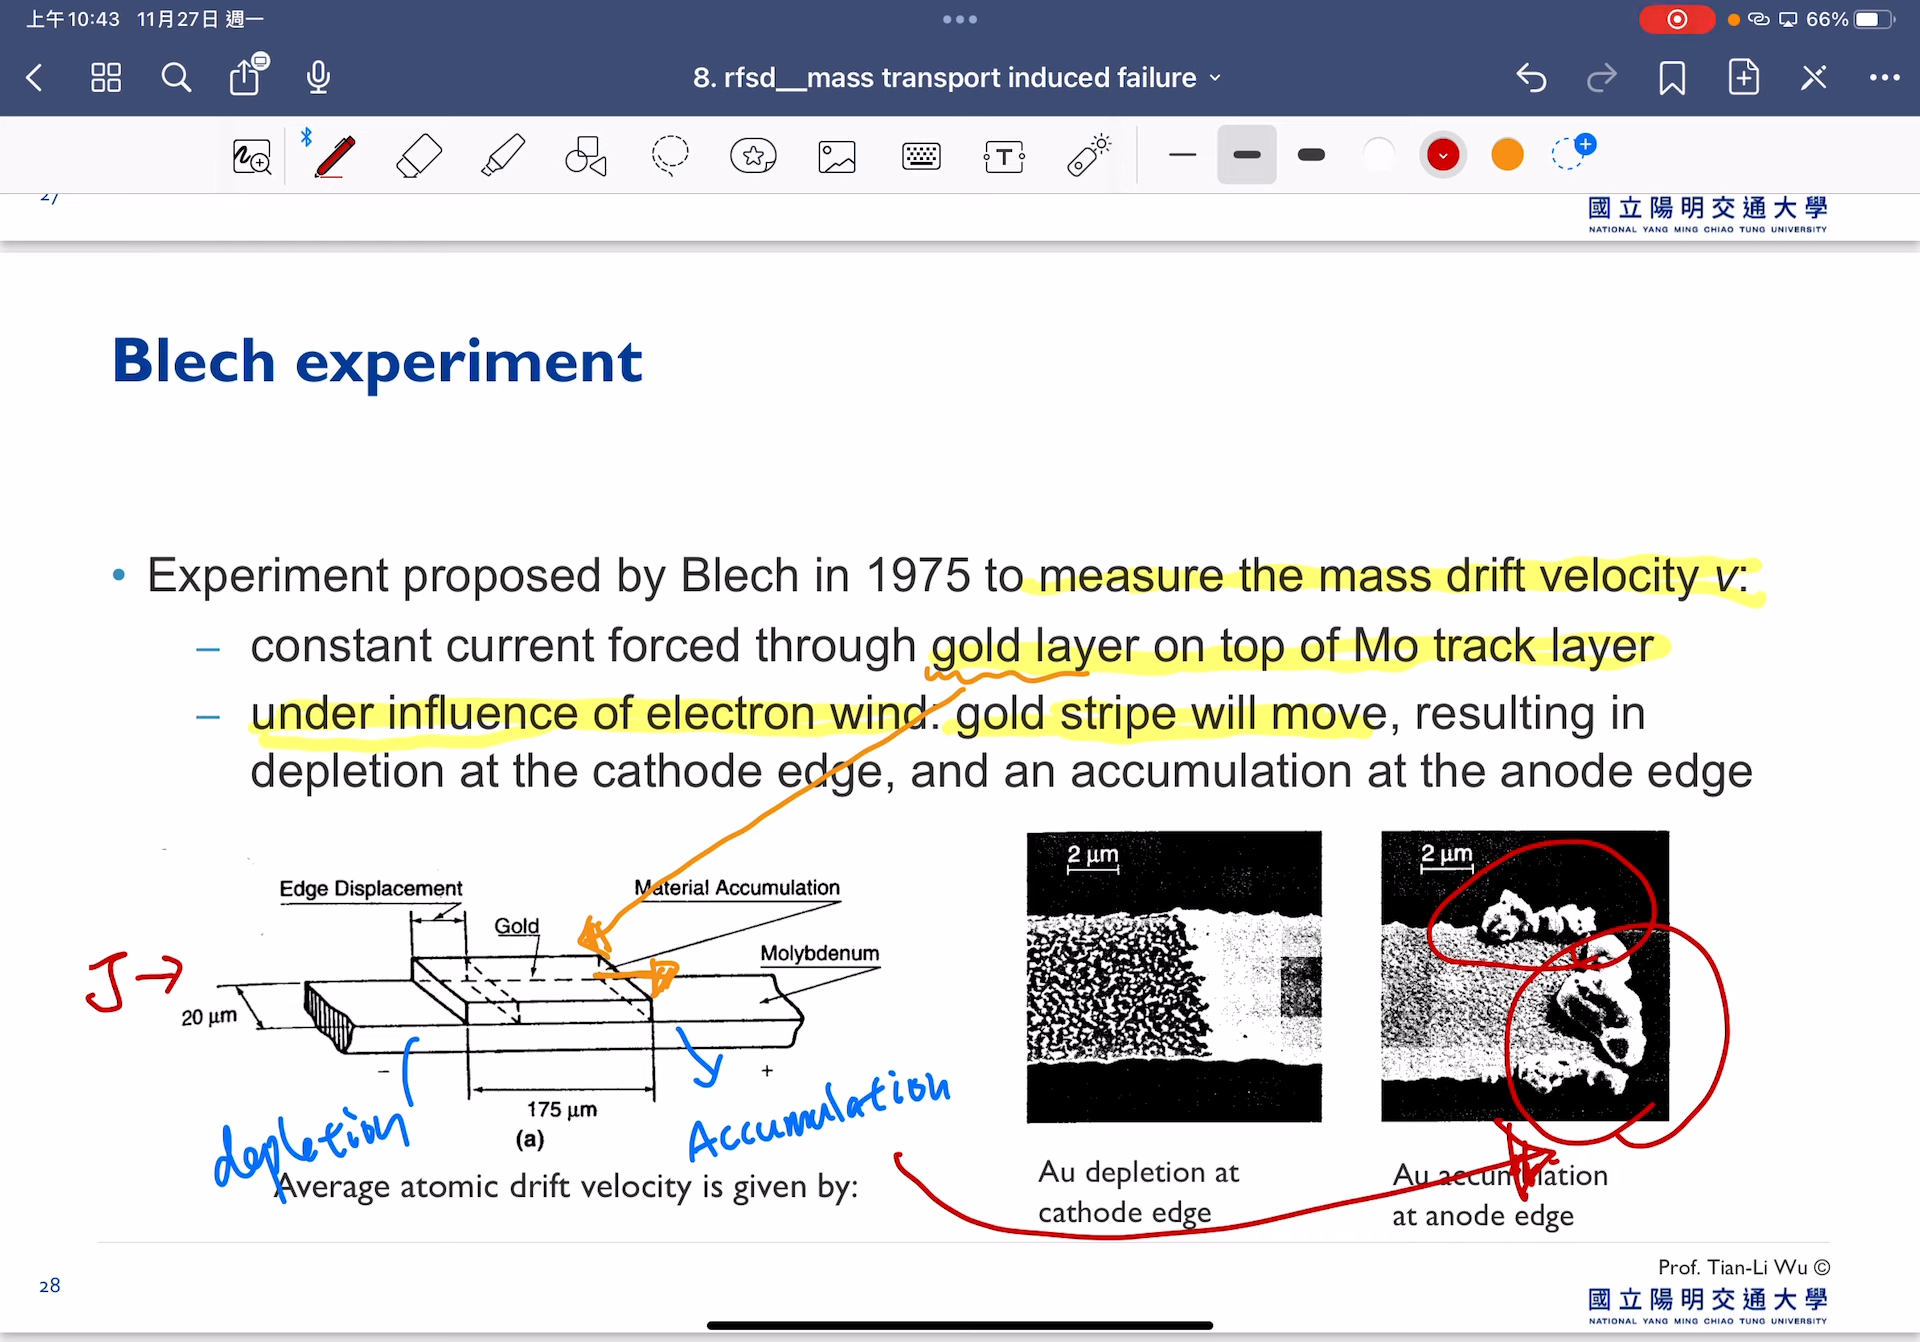 上午10:43 11月27日 週一
66%
8. rfsd__mass transport induced failure
27
國立陽明交通大學
NATIONAL YANG MING CHIAO TUNG UNIVERSITY
Blech experiment
• Experiment proposed by Blech in 1975 to measure the mass drift velocity v:
– constant current forced through gold layer on top of Mo track layer
– under influence of electron wind: gold stripe will move, resulting in
depletion at the cathode edge, and an accumulation at the anode edge
Edge Displacement
Material Accumulation
Gold
Molybdenum
J→
20 μm
–
+
175 μm
(a)
depletion
Accumulation
2 μm
2 μm
Average atomic drift velocity is given by:
Au depletion at
cathode edge
Au accumulation
at anode edge
28
Prof. Tian-Li Wu ©
國立陽明交通大學
NATIONAL YANG MING CHIAO TUNG UNIVERSITY